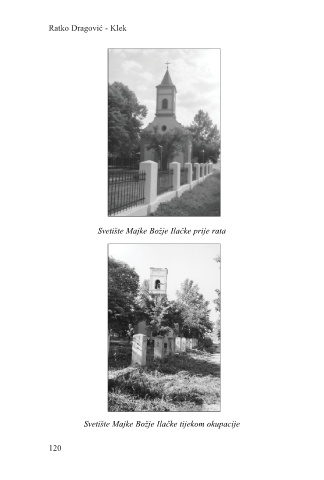 Ratko Dragović - Klek
Svetište Majke Božje Ilačke prije rata
Svetište Majke Božje Ilačke tijekom okupacije
120